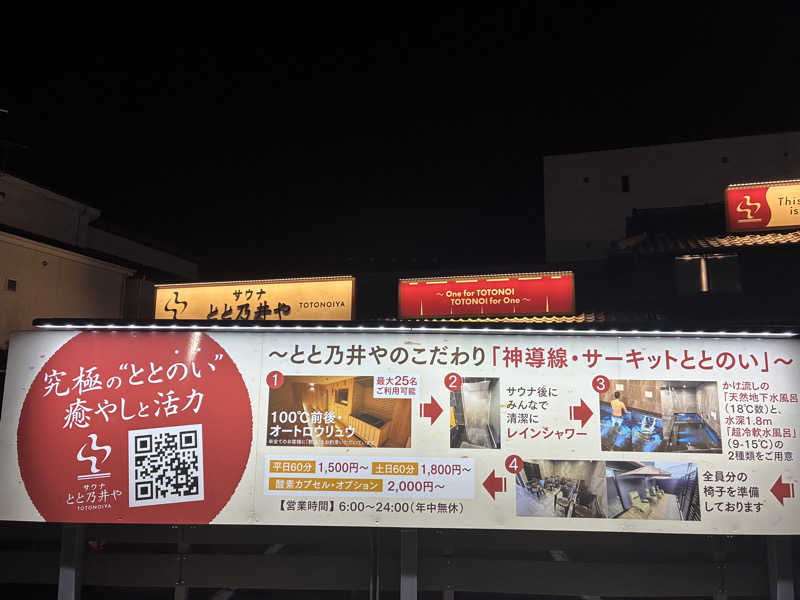 This
is
サウナ
とと乃井や
TOTONOIYA
~ One for TOTONOI
TOTONOI for One ~
究極の“ととのい”
癒やしと活力
サウナ
とと乃井や
TOTONOIYA
～とと乃井やのこだわり「神導線・サーキットととのい」～
1
最大25名
ご利用可能
100℃前後・
オートロウリュウ
2
サウナ後に
みんなで
清潔に
レインシャワー
3
かけ流しの
「天然地下水風呂」
(18℃数)と、
水深1.8m
「超冷軟水風呂」
(9-15℃)の
2種類をご用意
4
全員分の
椅子を準備
しております
平日60分 1,500円～ 土日60分 1,800円～
酸素カプセル・オプション 2,000円～
【営業時間】6:00～24:00(年中無休)